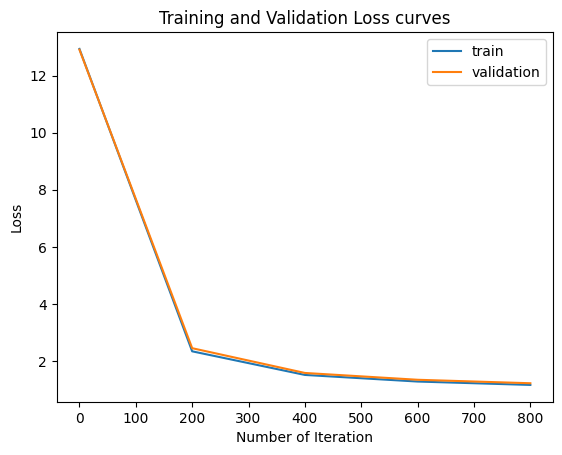 Training and Validation Loss curves
train
validation
12
10
8
6
4
2
Loss
0 100 200 300 400 500 600 700 800
Number of Iteration